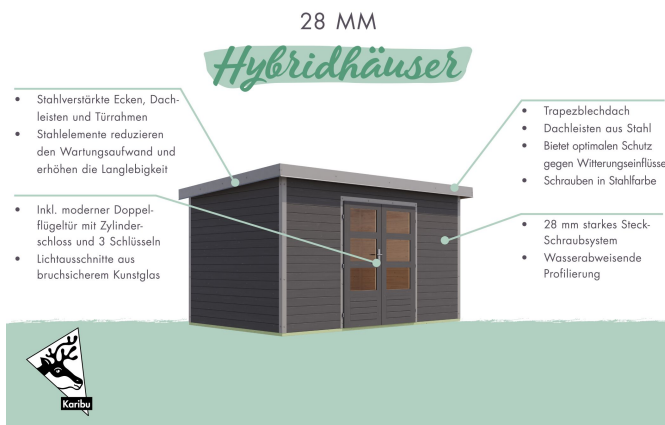 28 MM
Hybridhäuser
• Stahlverstärkte Ecken, Dach-
leisten und Türrahmen
• Stahlelemente reduzieren
den Wartungsaufwand und
erhöhen die Langlebigkeit
• Inkl. moderner Doppel-
flügeltür mit Zylinder-
schloss und 3 Schlüsseln
• Lichtausschnitte aus
bruchsicherem Kunstglas
• Trapezblechdach
• Dachleisten aus Stahl
• Bietet optimalen Schutz
gegen Witterungseinflüsse
• Schrauben in Stahlfarbe
• 28 mm starkes Steck-
Schraubsystem
• Wasserabweisende
Profilierung
Karibu